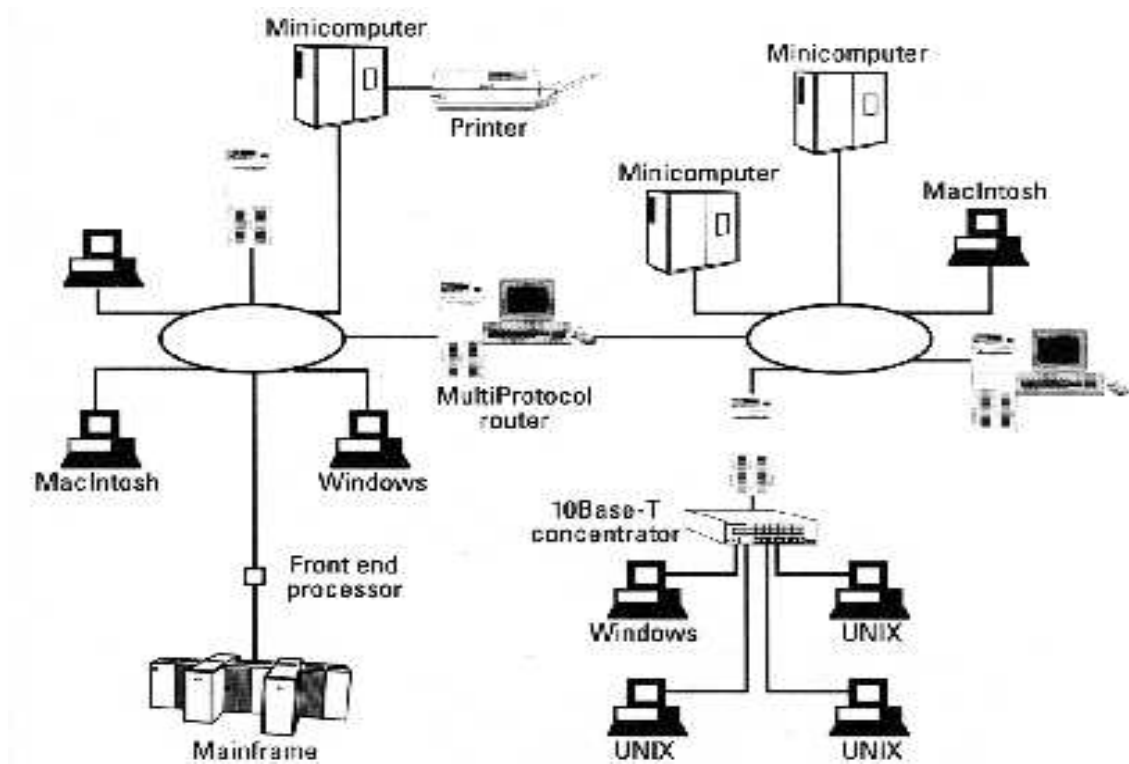 Minicomputer
Printer
Minicomputer
Minicomputer
MacIntosh
MultiProtocol
router
MacIntosh
Windows
10Base-T
concentrator
Front end
processor
Windows
UNIX
Mainframe
UNIX
UNIX